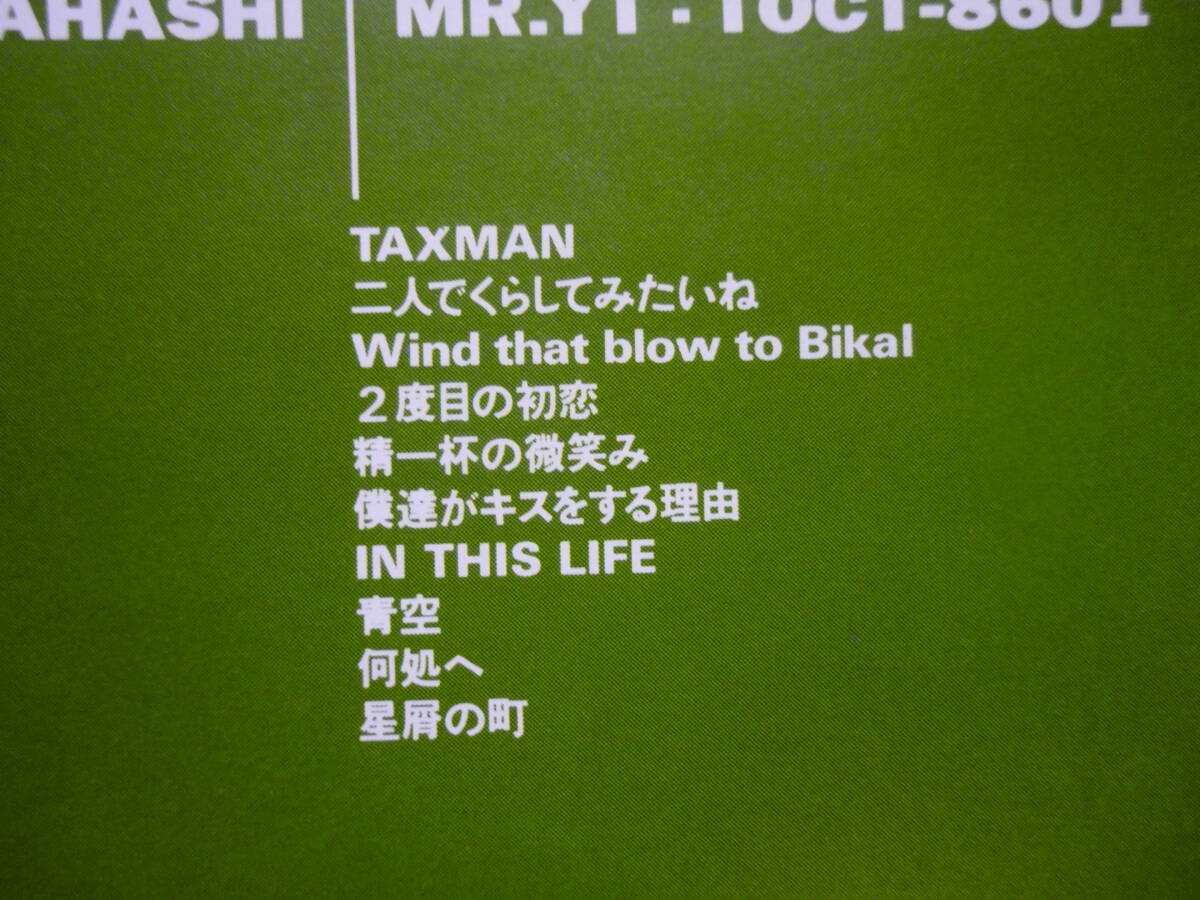 AHASHI
MR.YT · TOCT-8601
TAXMAN
二人でくらしてみたいね
Wind that blow to Bikal
2度目の初恋
精一杯の微笑み
僕達がキスをする理由
IN THIS LIFE
青空
何処へ
星屑の町